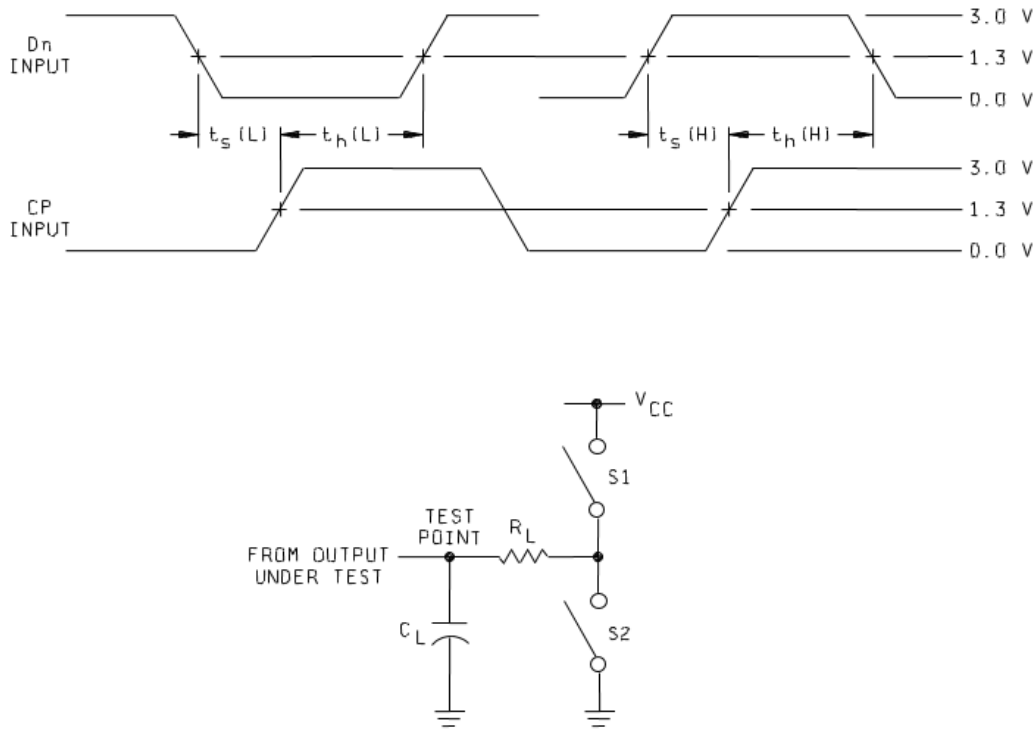 Dn
INPUT
3.0 V
1.3 V
0.0 V
ts (L)
th (L)
ts (H)
th (H)
CP
INPUT
3.0 V
1.3 V
0.0 V
VCC
S1
TEST
POINT
RL
FROM OUTPUT
UNDER TEST
CL
S2